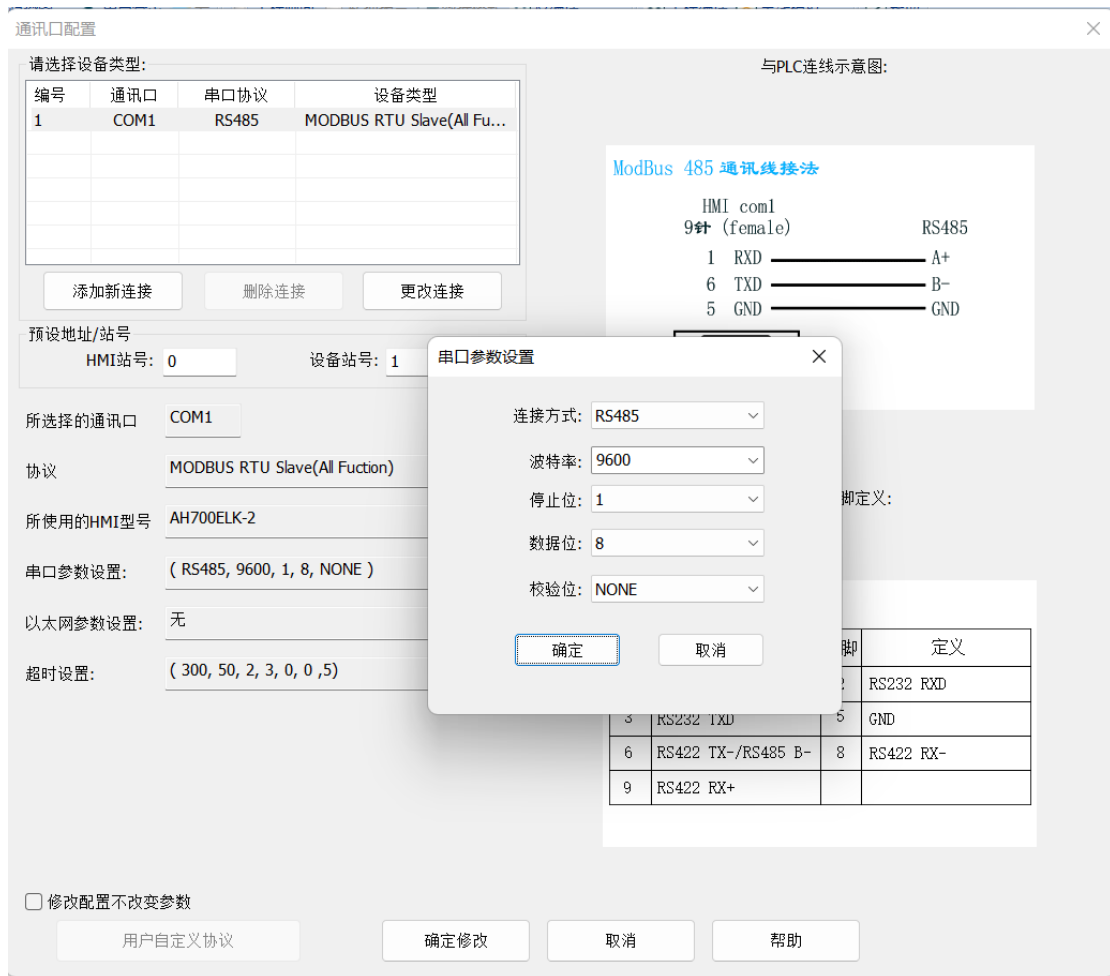 通讯口配置
请选择设备类型:
编号 通讯口 串口协议 设备类型
1 COM1 RS485 MODBUS RTU Slave(All Fu...
添加新连接 删除连接 更改连接
预设地址/站号
HMI站号: 0 设备站号: 1
所选择的通讯口 COM1
协议 MODBUS RTU Slave(All Fuction)
所使用的HMI型号 AH700ELK-2
串口参数设置: ( RS485, 9600, 1, 8, NONE )
以太网参数设置: 无
超时设置: ( 300, 50, 2, 3, 0, 0 ,5)
与PLC连线示意图:
ModBus 485 通讯线接法
HMI com1
9针 (female) RS485
1 RXD A+
6 TXD B-
5 GND GND
串口参数设置
连接方式: RS485
波特率: 9600
停止位: 1
数据位: 8
校验位: NONE
确定 取消
脚定义:
脚 定义
RS232 RXD
3 RS232 TXD 5 GND
6 RS422 TX-/RS485 B- 8 RS422 RX-
9 RS422 RX+
修改配置不改变参数
用户自定义协议 确定修改 取消 帮助